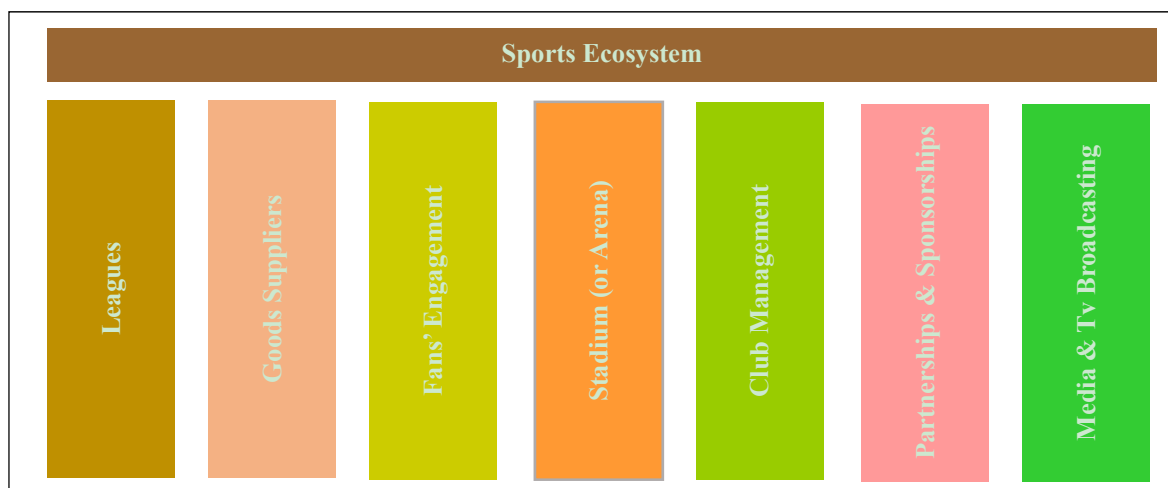 Sports Ecosystem
Leagues
Goods Suppliers
Fans’ Engagement
Stadium (or Arena)
Club Management
Partnerships & Sponsorships
Media & Tv Broadcasting